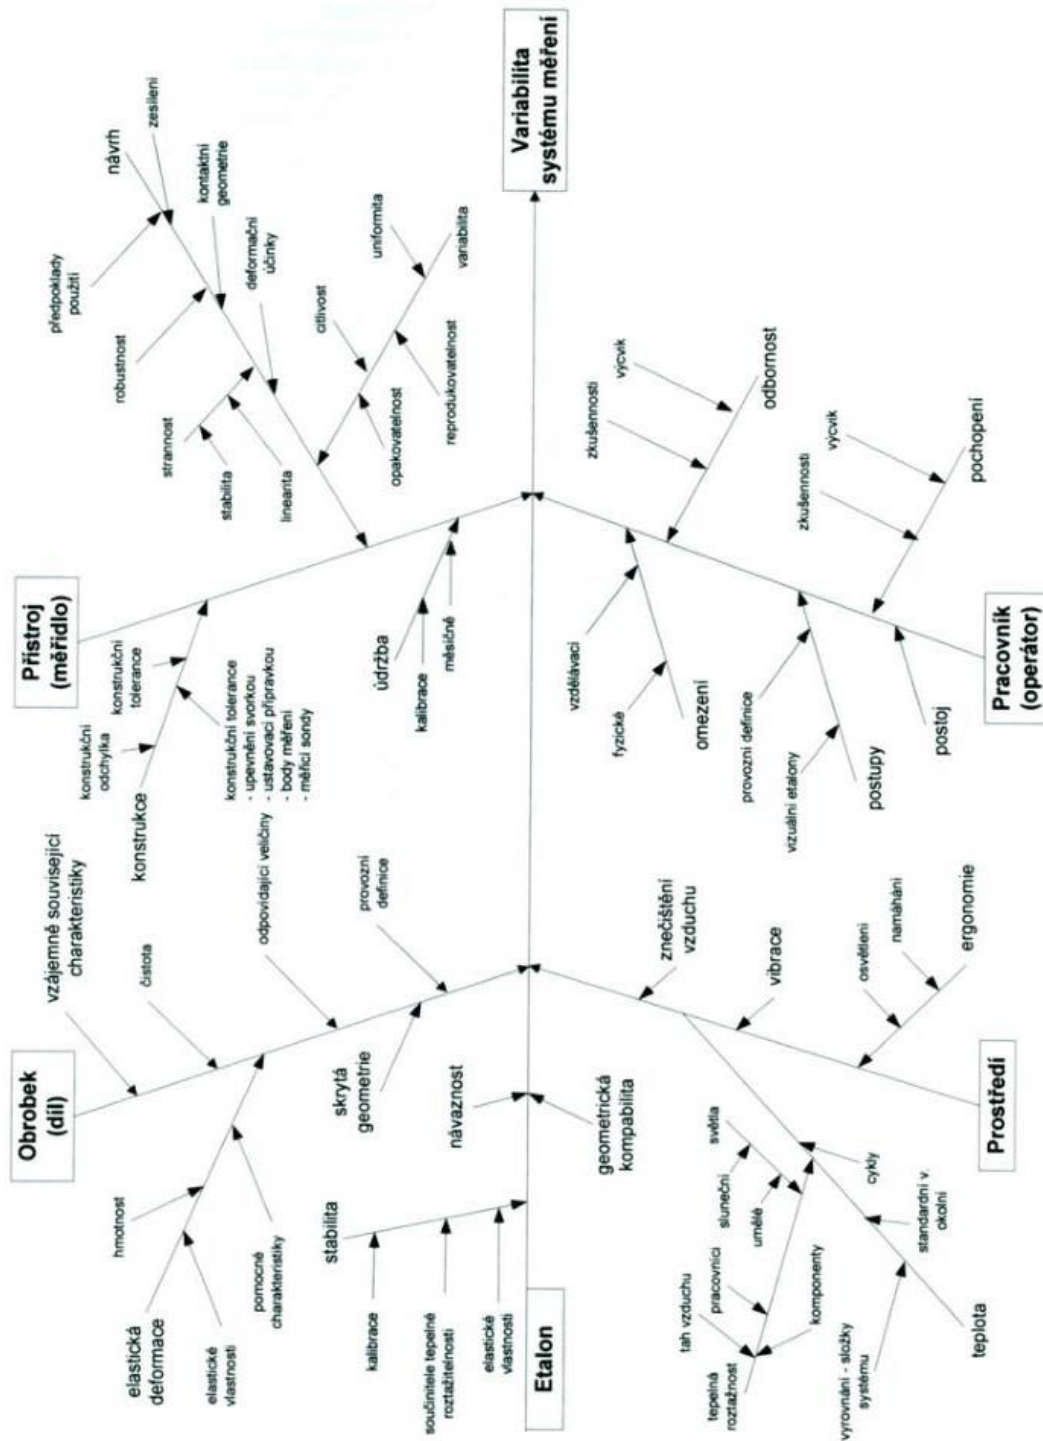 Obrobek
(díl)
vzájemně související
charakteristiky
čistota
odpovídající veličiny
provozní
definice
elastická
deformace
hmotnost
elastické
vlastnosti
pomocné
charakteristiky
skrytá
geometrie
Přístroj
(měřidlo)
konstrukce
konstrukční
odchylka
konstrukční
tolerance
konstrukční tolerance
- upevnění svorkou
- ustavovací přípravkou
- body měření
- měřicí sondy
údržba
kalibrace
měsíčně
předpoklady
použití
návrh
zesílení
robustnost
kontaktní
geometrie
strannost
stabilita
linearita
deformační
účinky
citlivost
uniformita
opakovatelnost
reprodukovatelnost
variabilita
Etalon
stabilita
kalibrace
součinitele tepelné
roztažitelnosti
elastické
vlastnosti
návaznost
geometrická
kompabilita
Variabilita
systému měření
Prostředí
znečištění
vzduchu
vibrace
osvětlení
namáhání
ergonomie
teplota
tepelná
roztažnost
tah vzduchu
pracovníci
komponenty
sluneční
světla
umělé
cykly
standardní v.
okolní
vyrovnání - složky
systému
Pracovník
(operátor)
vzdělávací
fyzické
omezení
zkušennosti
výcvik
odbornost
provozní definice
vizuální etalony
postupy
postoj
zkušennosti
výcvik
pochopení